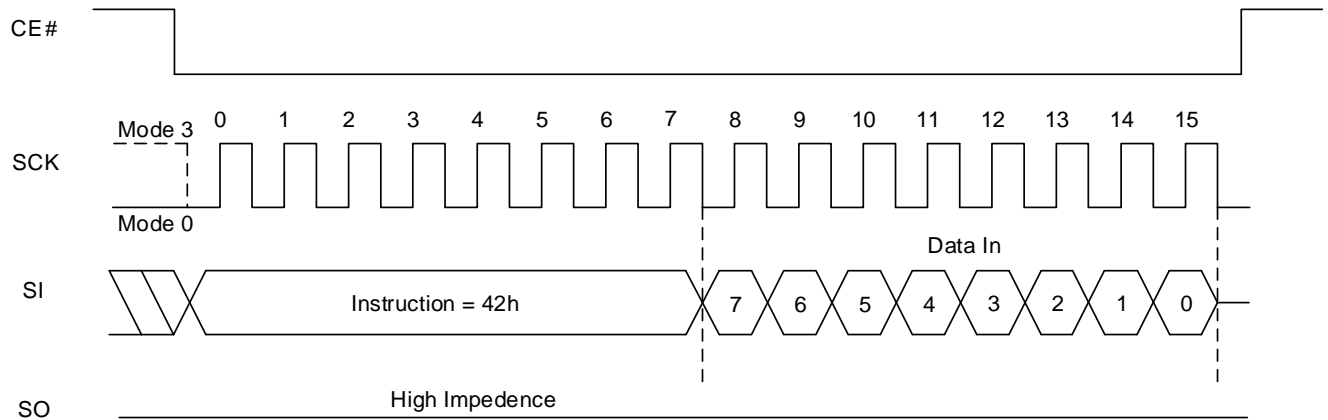 CE#
Mode 3
0 1 2 3 4 5 6 7 8 9 10 11 12 13 14 15
SCK
Mode 0
Data In
SI
Instruction = 42h
7 6 5 4 3 2 1 0
High Impedence
SO